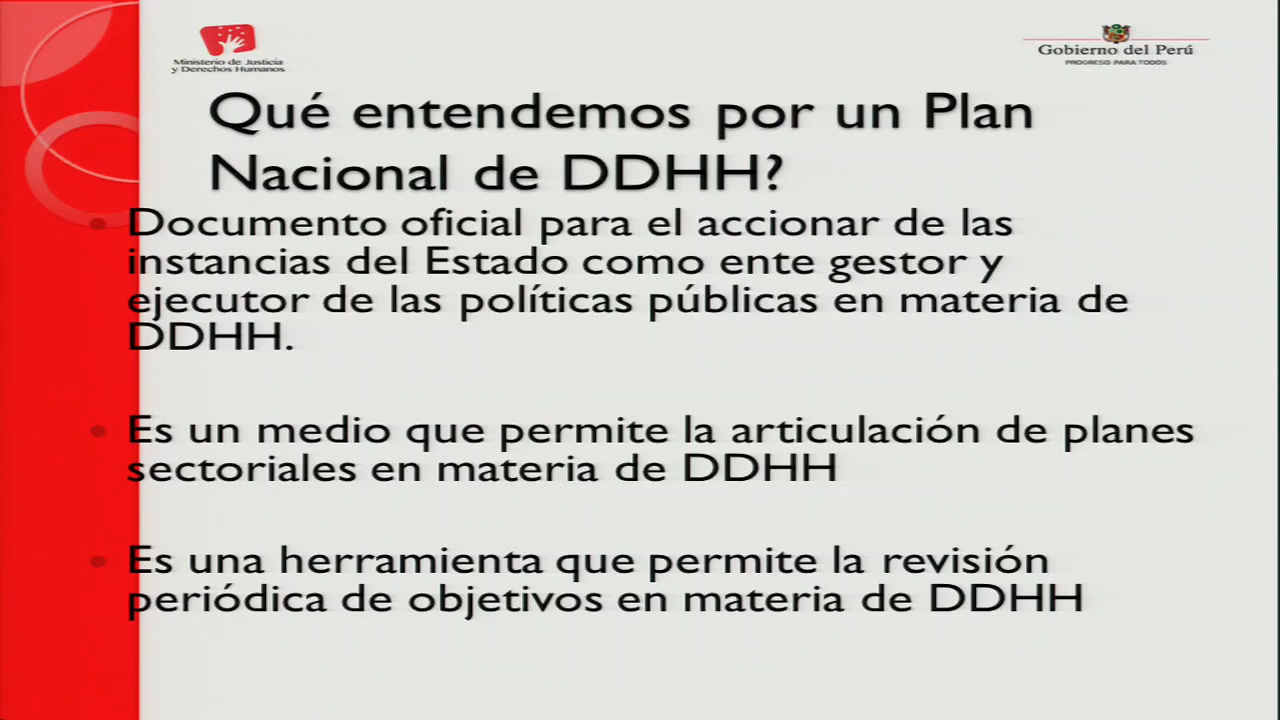 Ministerio de Justicia
y Derechos Humanos
Gobierno del Perú
PROGRESO PARA TODOS
Qué entendemos por un Plan
Nacional de DDHH?
• Documento oficial para el accionar de las
instancias del Estado como ente gestor y
ejecutor de las políticas públicas en materia de
DDHH.
• Es un medio que permite la articulación de planes
sectoriales en materia de DDHH
• Es una herramienta que permite la revisión
periódica de objetivos en materia de DDHH